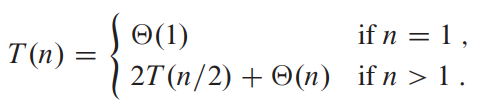 T(n) = { Θ(1) if n = 1 ,
2T(n/2) + Θ(n) if n > 1 .